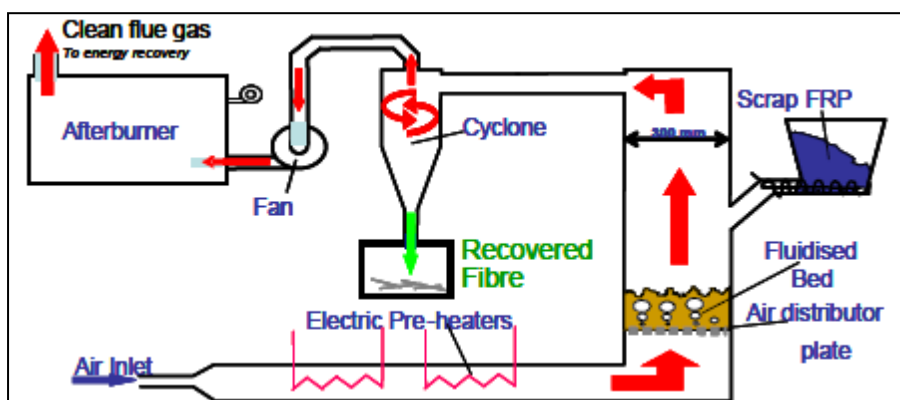 Clean flue gas
To energy recovery
Afterburner
Fan
Cyclone
300 mm
Scrap FRP
Recovered
Fibre
Fluidised
Bed
Electric Pre-heaters
Air distributor
plate
Air Inlet